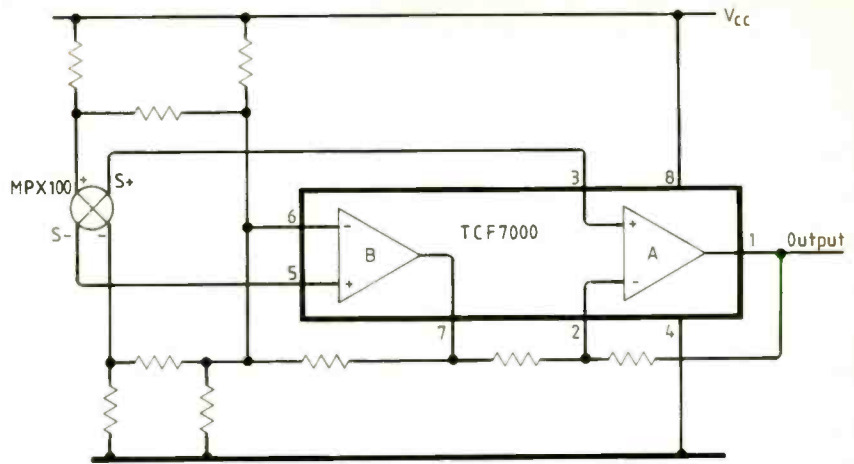 Vcc
MPX100
+
S+
S-
-
3
8
6
-
B
+
5
TCF7000
+
A
-
1
Output
7
2
4